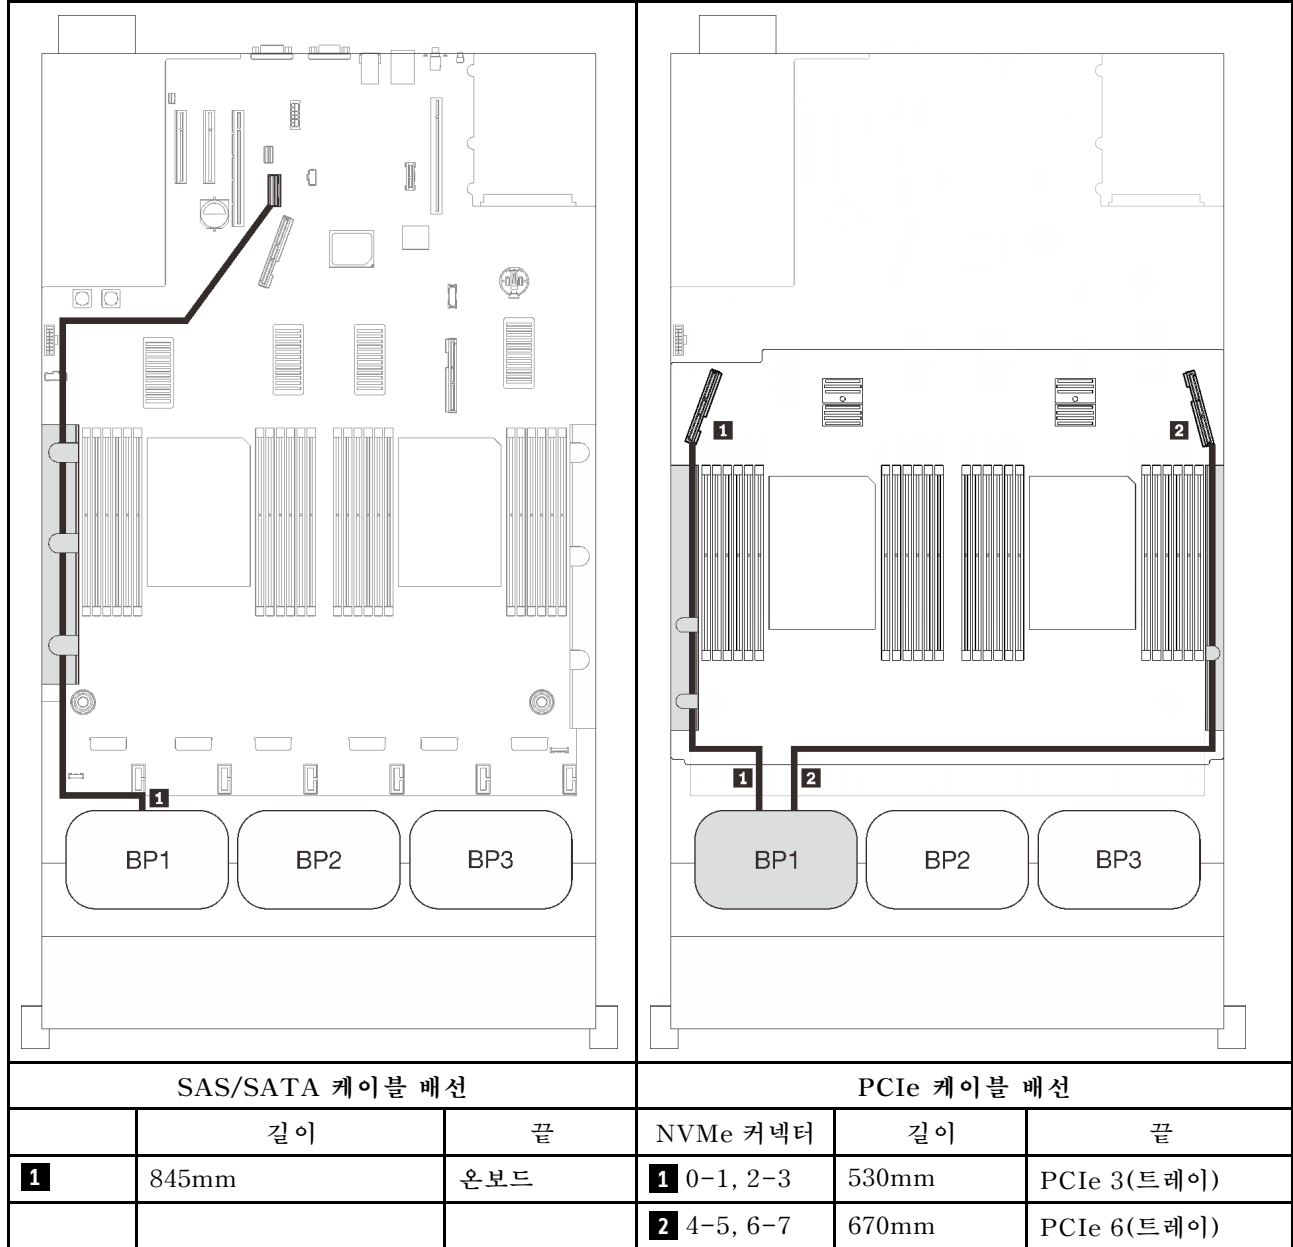 1
BP1 BP2 BP3
1 2
1 2
BP1 BP2 BP3
SAS/SATA 케이블 배선 PCIe 케이블 배선
길이 끝 NVMe 커넥터 길이 끝
1 845mm 온보드 1 0-1, 2-3 530mm PCIe 3(트레이)
2 4-5, 6-7 670mm PCIe 6(트레이)